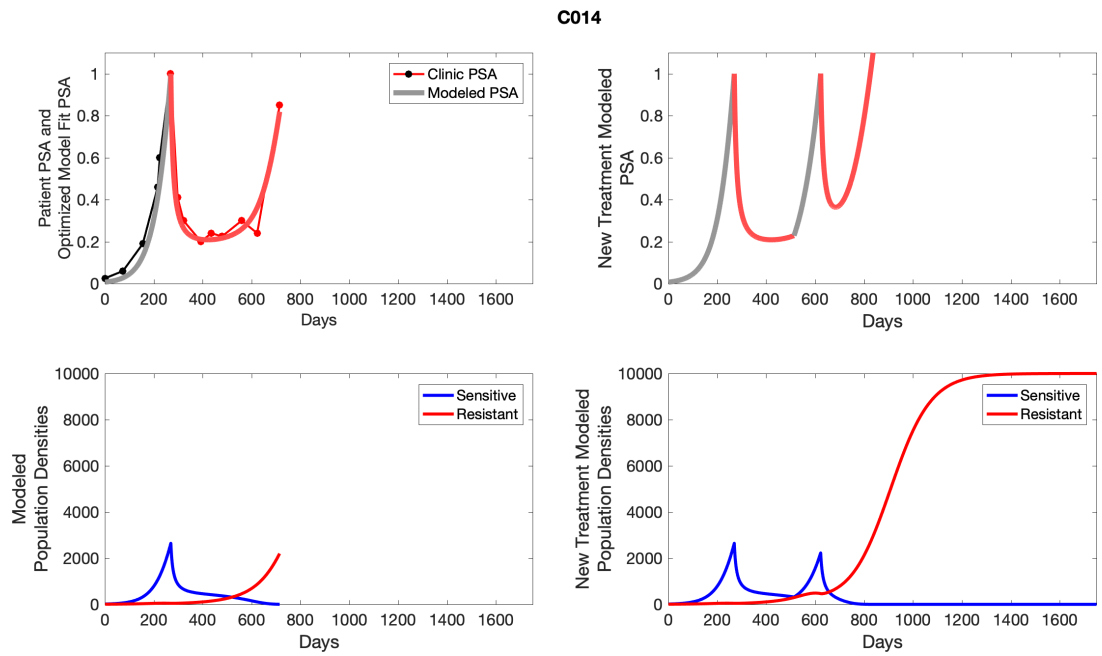 C014
Patient PSA and
Optimized Model Fit PSA
1
0.8
0.6
0.4
0.2
0
0 200 400 600 800 1000 1200 1400 1600
Days
Clinic PSA
Modeled PSA
New Treatment Modeled
PSA
1
0.8
0.6
0.4
0.2
0
0 200 400 600 800 1000 1200 1400 1600
Days
Modeled
Population Densities
10000
8000
6000
4000
2000
0
0 200 400 600 800 1000 1200 1400 1600
Days
Sensitive
Resistant
New Treatment Modeled
Population Densities
10000
8000
6000
4000
2000
0
0 200 400 600 800 1000 1200 1400 1600
Days
Sensitive
Resistant